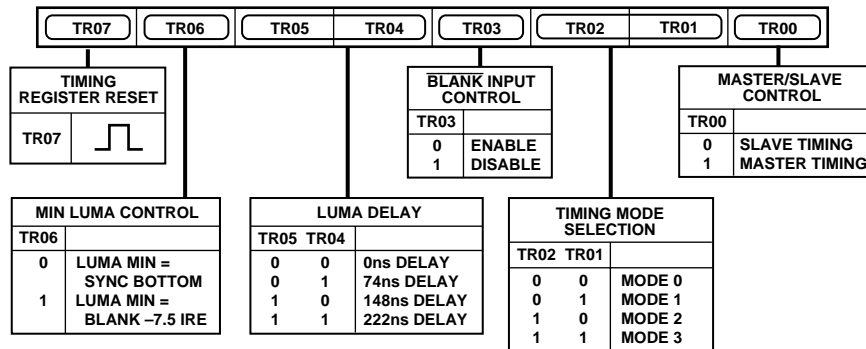 TR07 TR06 TR05 TR04 TR03 TR02 TR01 TR00
TIMING
REGISTER RESET
TR07
BLANK INPUT
CONTROL
TR03
0 ENABLE
1 DISABLE
MASTER/SLAVE
CONTROL
TR00
0 SLAVE TIMING
1 MASTER TIMING
MIN LUMA CONTROL
TR06
0 LUMA MIN =
SYNC BOTTOM
1 LUMA MIN =
BLANK –7.5 IRE
LUMA DELAY
TR05 TR04
0 0 0ns DELAY
0 1 74ns DELAY
1 0 148ns DELAY
1 1 222ns DELAY
TIMING MODE
SELECTION
TR02 TR01
0 0 MODE 0
0 1 MODE 1
1 0 MODE 2
1 1 MODE 3